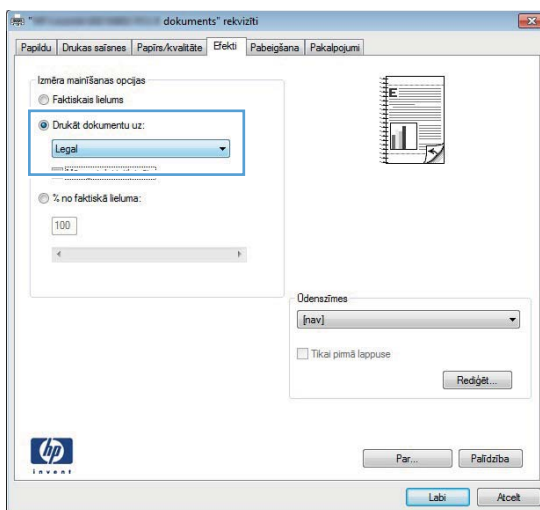 dokuments" rekvizīti
Papildu Drukas saīsnes Papīrs/kvalitāte Efekti Pabeigšana Pakalpojumi
Izmēra mainīšanas opcijas
Faktiskais lielums
Drukāt dokumentu uz:
Legal
% no faktiskā lieluma:
100
E
Ūdenszīmes
[nav]
Tikai pirmā lappuse
Rediģēt...
hp
invent
Par... Palīdzība
Labi Atcelt